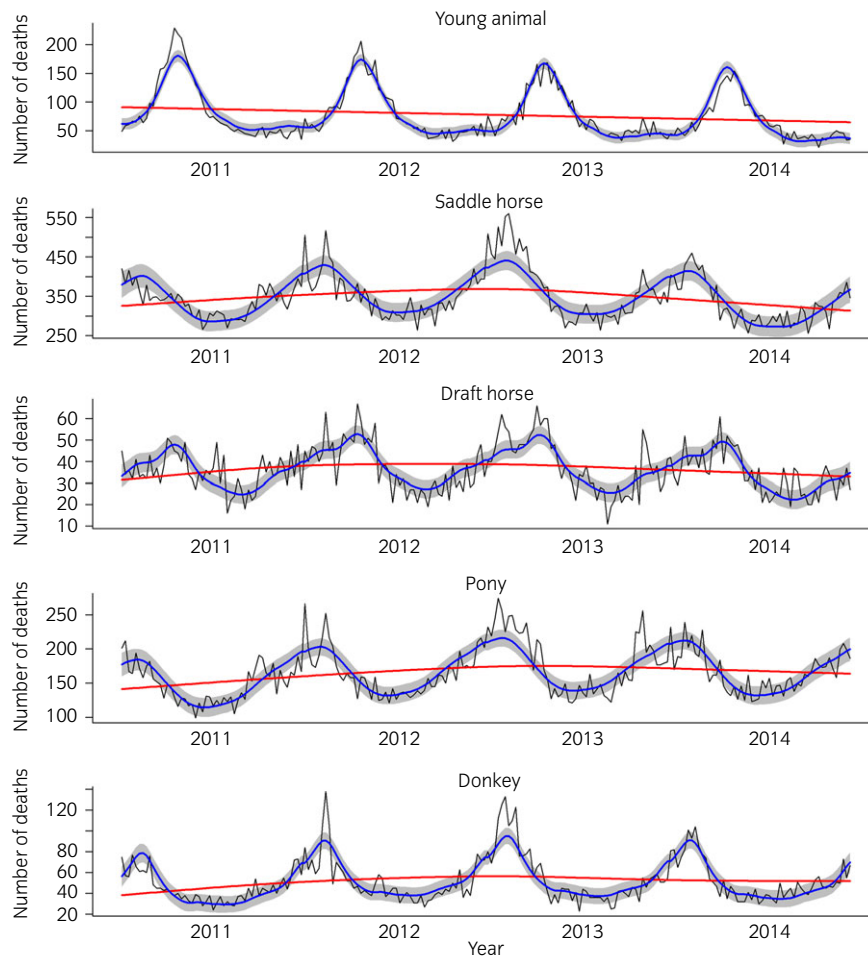 Young animal
Number of deaths
200
150
100
50
2011 2012 2013 2014
Saddle horse
Number of deaths
550
450
350
250
2011 2012 2013 2014
Draft horse
Number of deaths
60
50
40
30
20
10
2011 2012 2013 2014
Pony
Number of deaths
250
200
150
100
2011 2012 2013 2014
Donkey
Number of deaths
120
80
60
40
20
2011 2012 2013 2014
Year